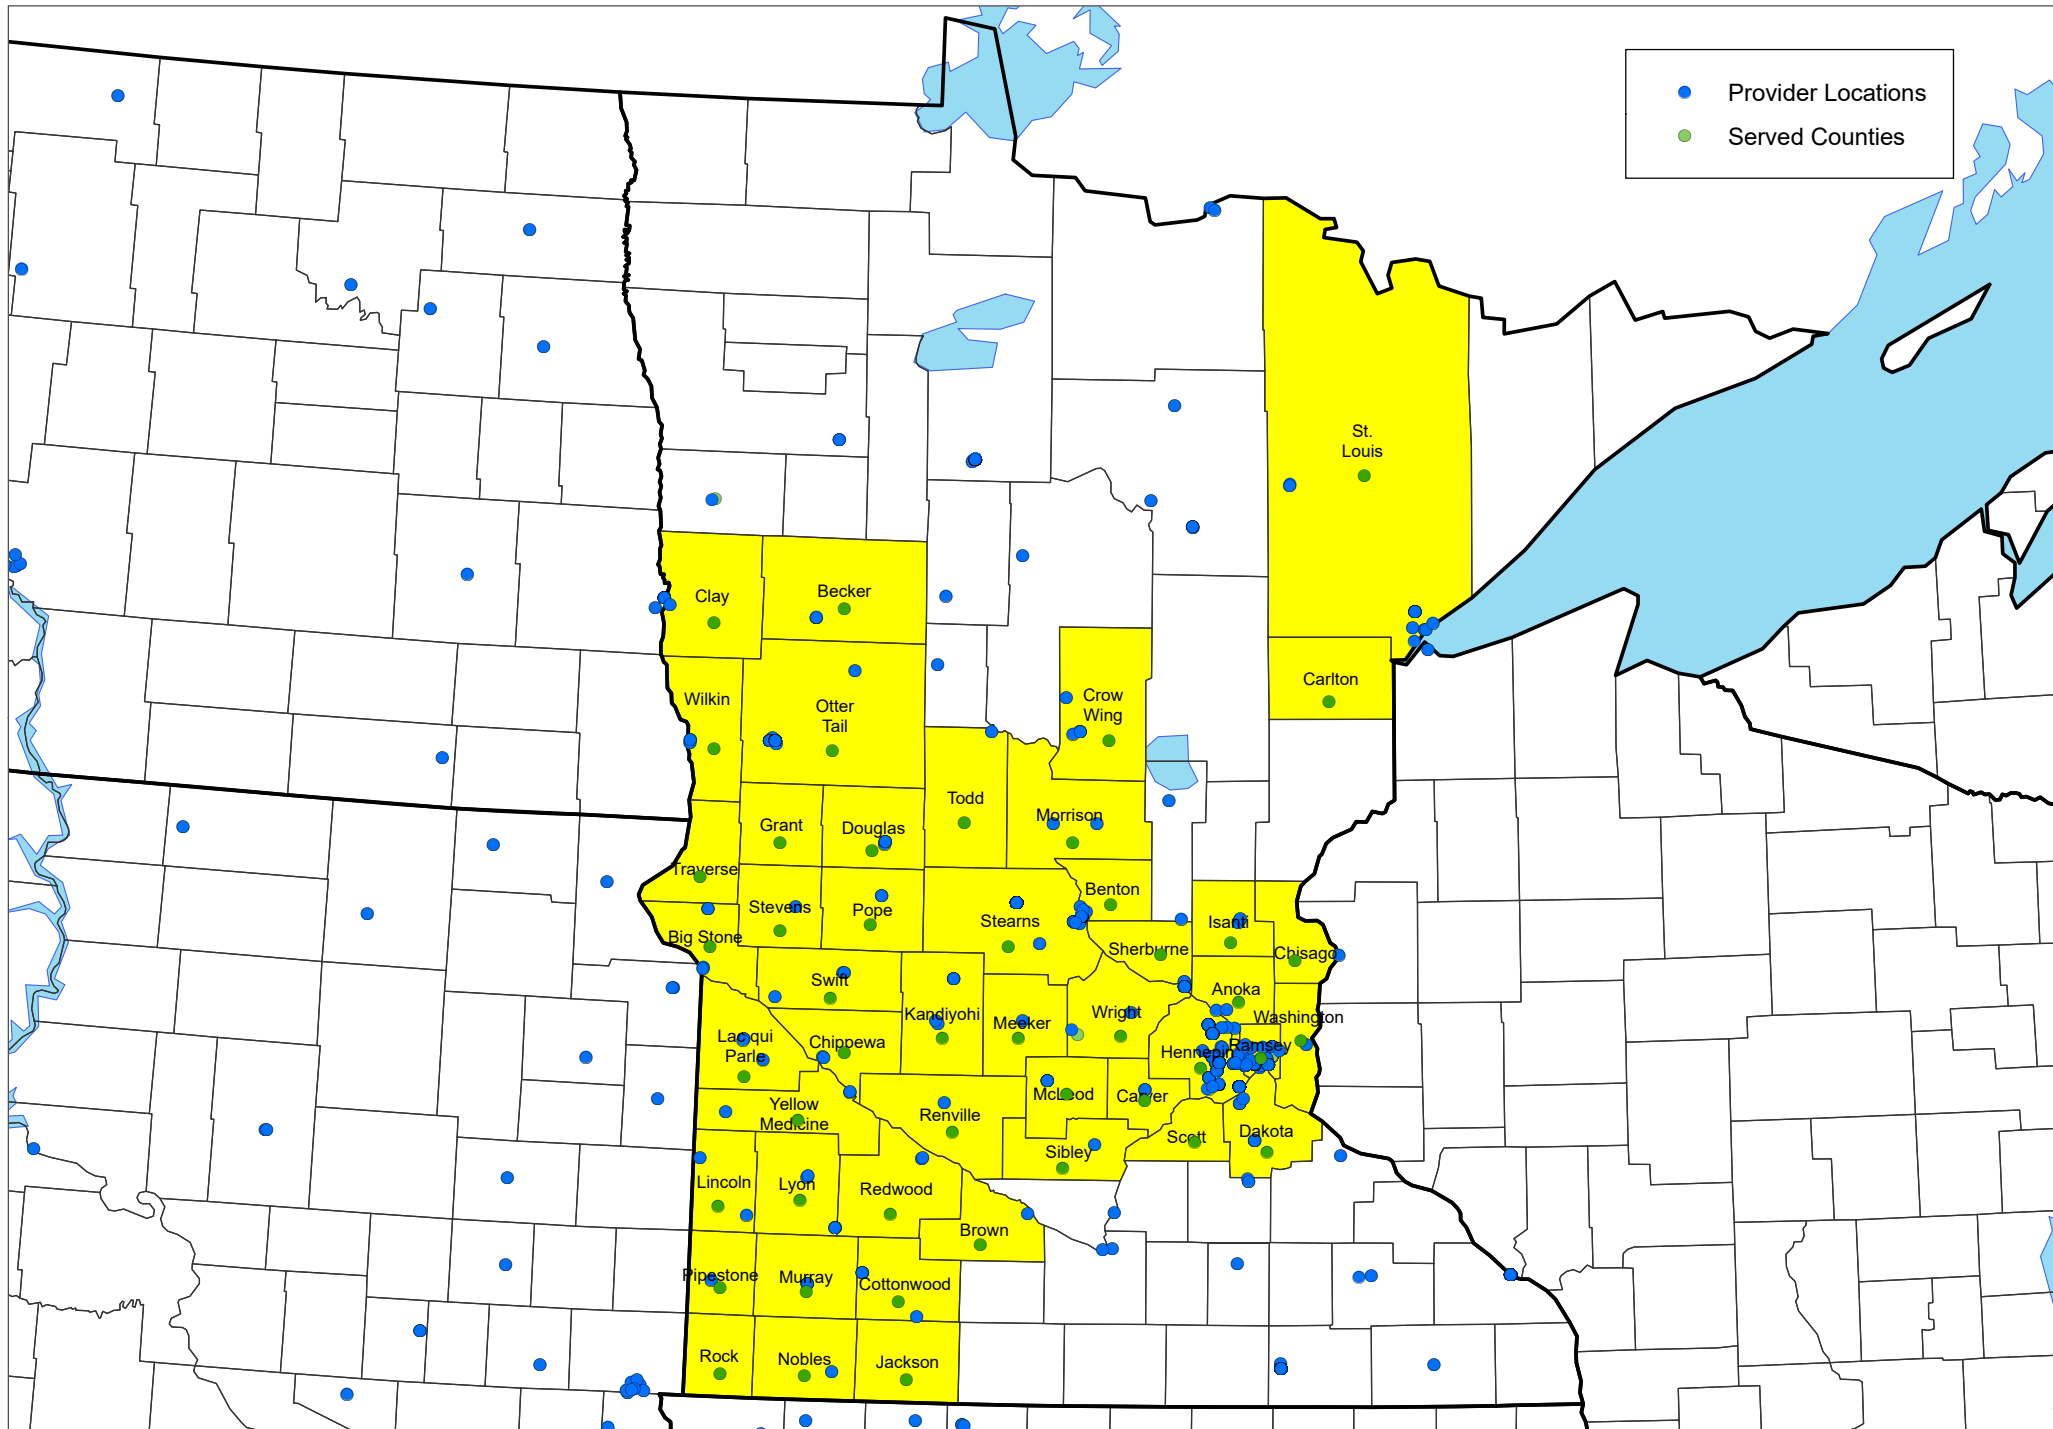 Provider Locations
Served Counties
St.
Louis
Clay
Becker
Carlton
Wilkin
Otter
Tail
Crow
Wing
Todd
Morrison
Grant
Douglas
Traverse
Benton
Stevens
Pope
Stearns
Isanti
Big Stone
Sherburne
Chisago
Swift
Anoka
Kandiyohi
Meeker
Wright
Washington
Lac qui
Parle
Chippewa
Hennepin
Ramsey
McLeod
Carver
Yellow
Medicine
Renville
Scott
Dakota
Sibley
Lincoln
Lyon
Redwood
Brown
Pipestone
Murray
Cottonwood
Rock
Nobles
Jackson